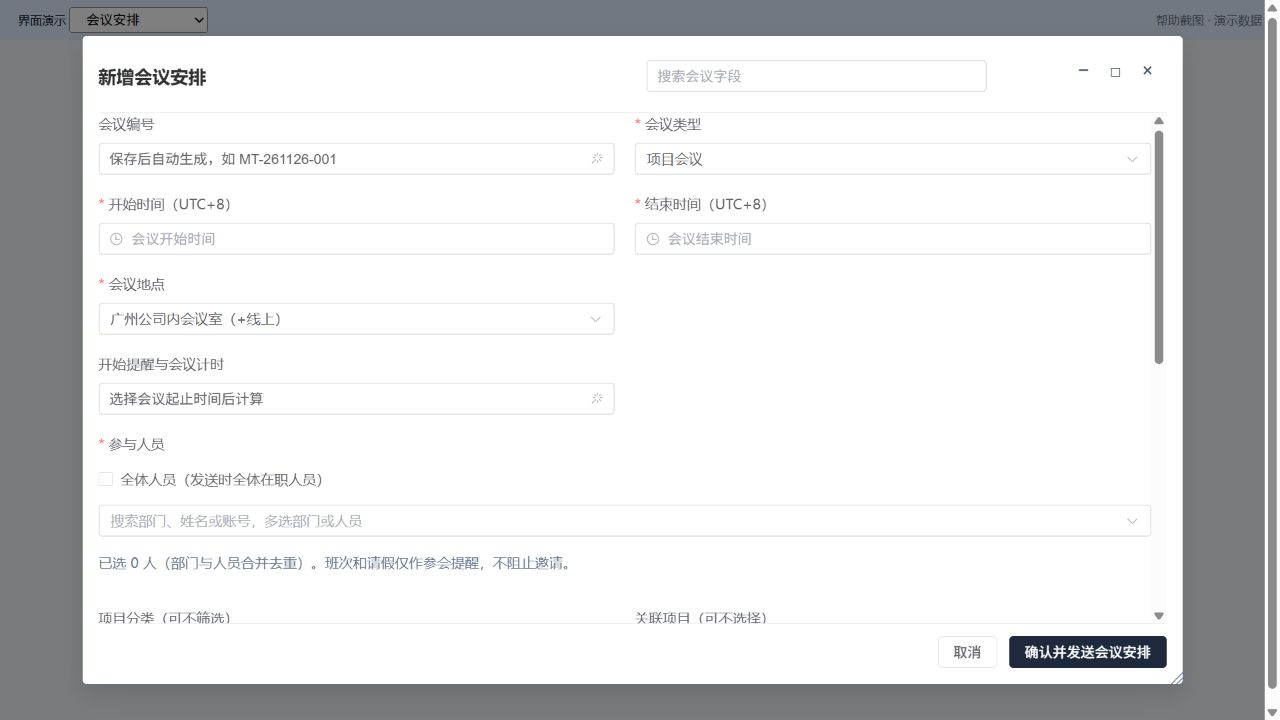 界面演示 会议安排 帮助截图 · 演示数据
新增会议安排 搜索会议字段
会议编号 * 会议类型
保存后自动生成，如 MT-261126-001 项目会议
* 开始时间（UTC+8） * 结束时间（UTC+8）
会议开始时间 会议结束时间
* 会议地点
广州公司内会议室（+线上）
开始提醒与会议计时
选择会议起止时间后计算
* 参与人员
全体人员（发送时全体在职人员）
搜索部门、姓名或账号，多选部门或人员
已选 0 人（部门与人员合并去重）。班次和请假仅作参会提醒，不阻止邀请。
项目分类（可不筛选） 关联项目（可不选择）
取消 确认并发送会议安排